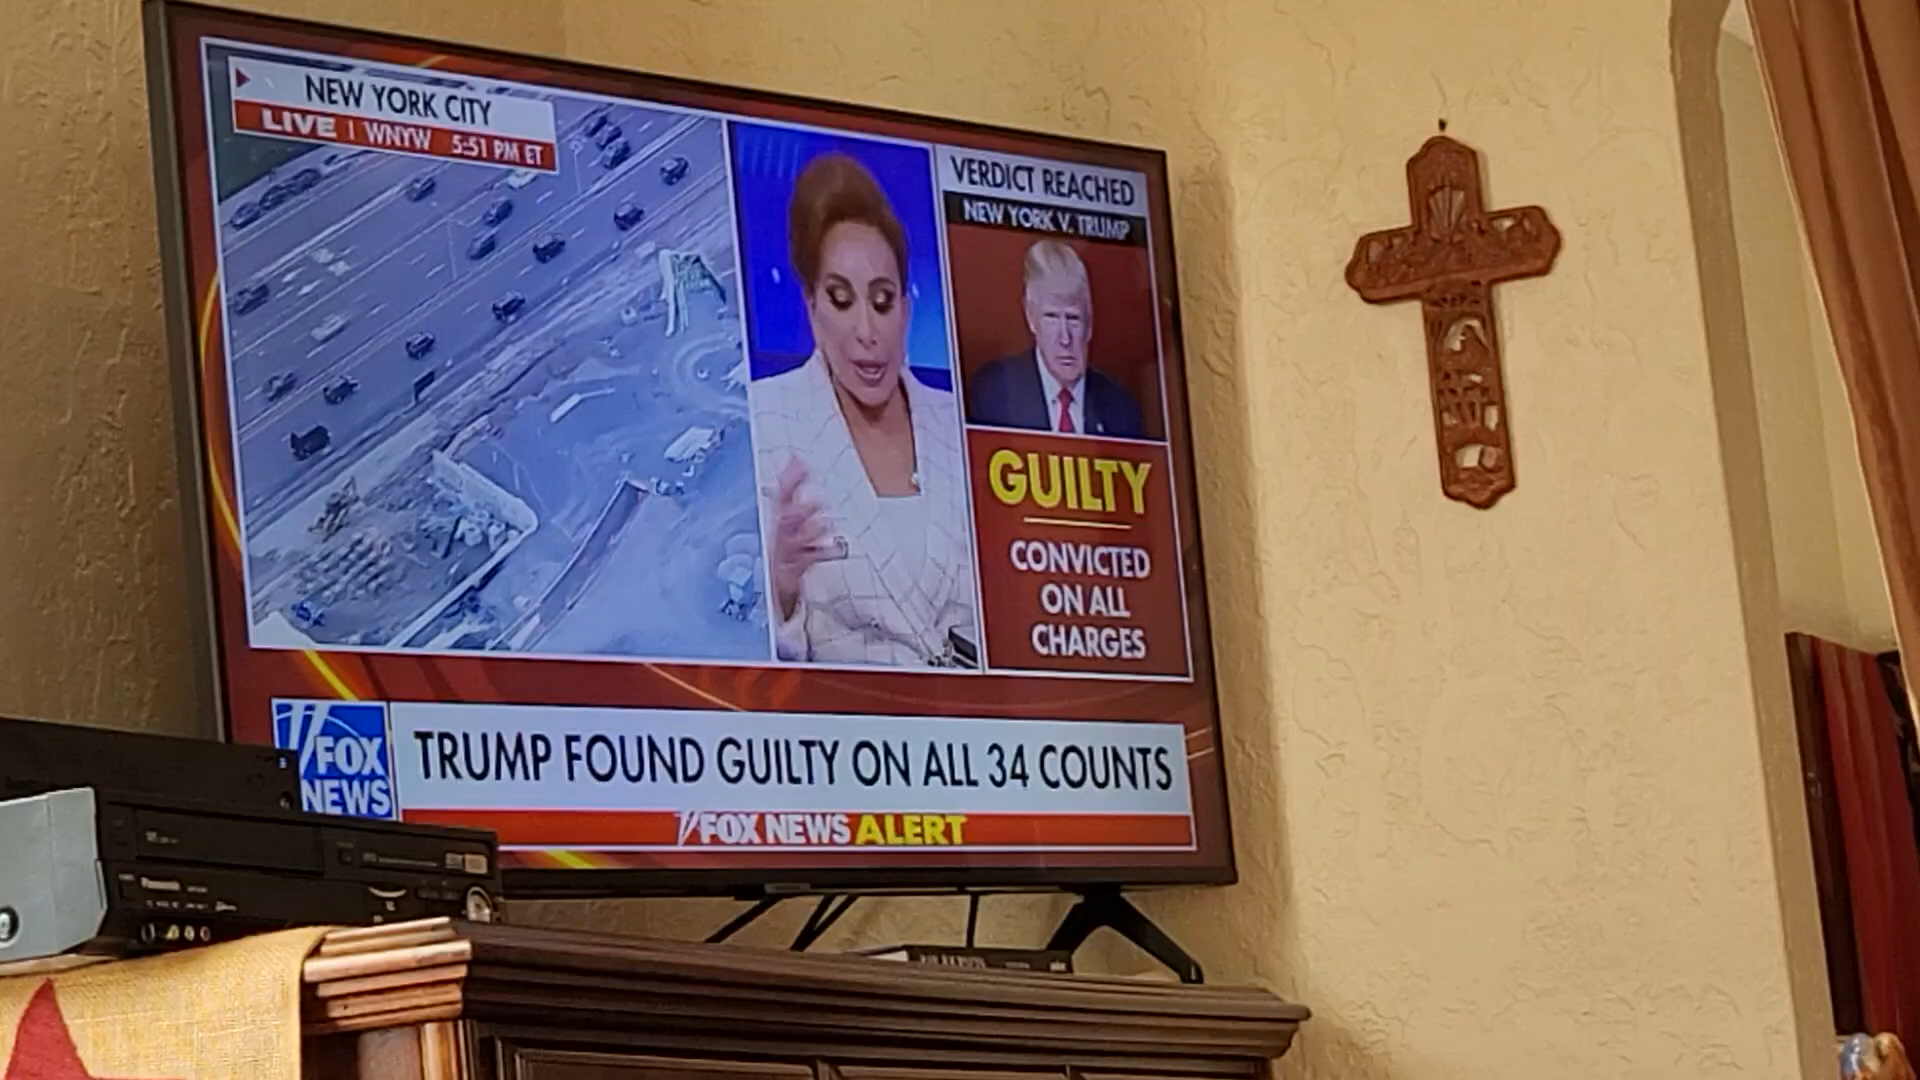 NEW YORK CITY
LIVE | WNYW 5:51 PM ET
VERDICT REACHED
NEW YORK V. TRUMP
GUILTY
CONVICTED
ON ALL
CHARGES
FOX
NEWS
TRUMP FOUND GUILTY ON ALL 34 COUNTS
FOX NEWS ALERT
Panasonic